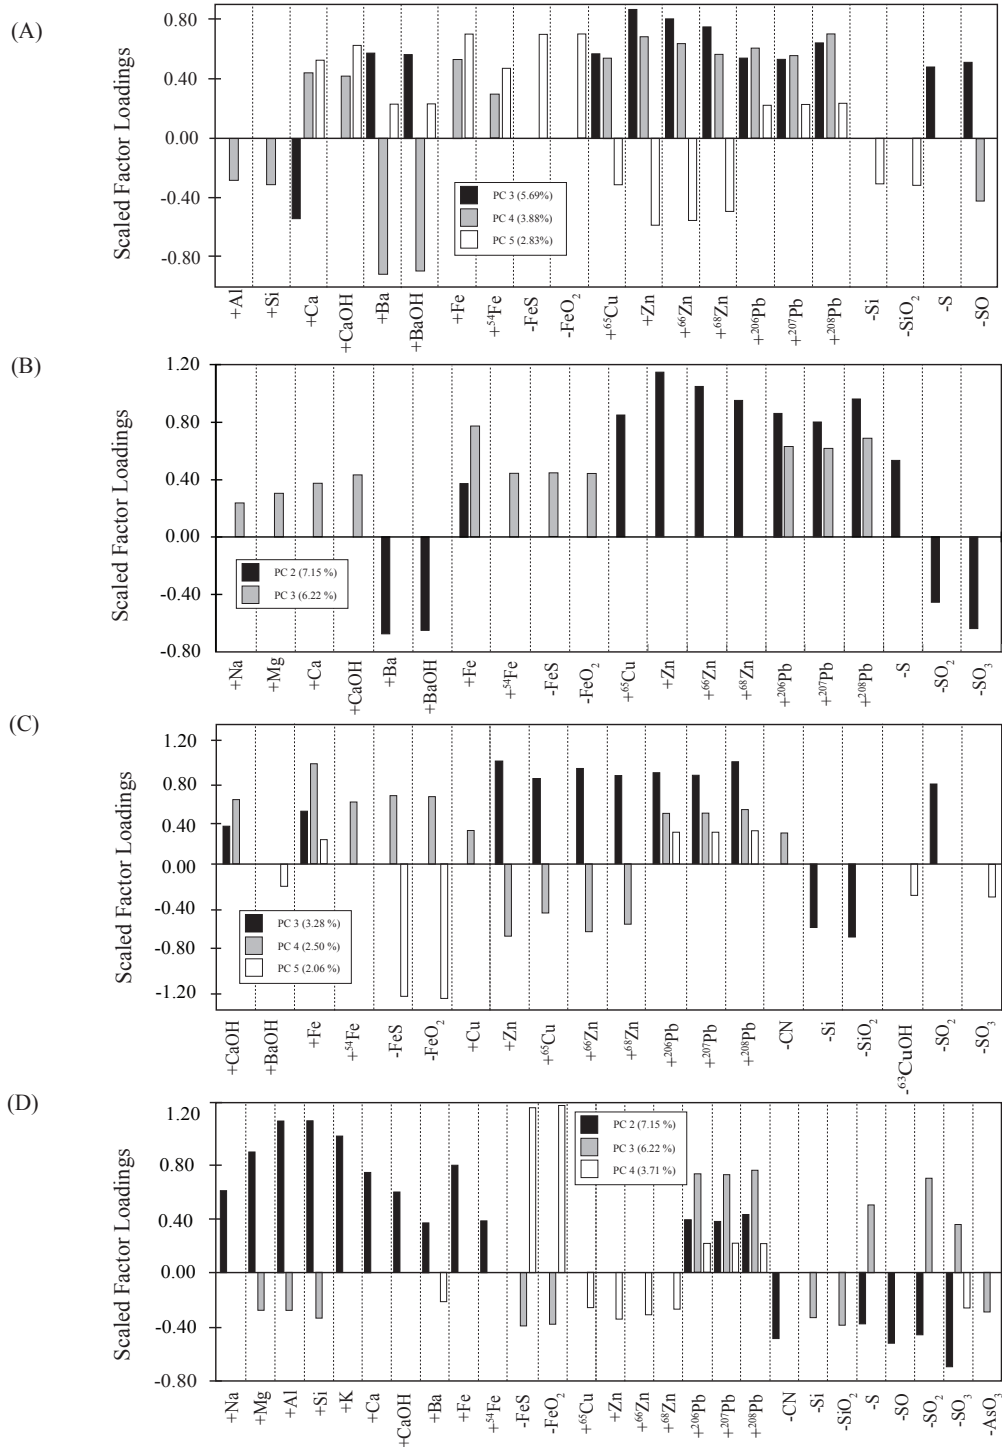 (A)
Scaled Factor Loadings
0.80
0.40
0.00
-0.40
-0.80
PC 3 (5.69%)
PC 4 (3.88%)
PC 5 (2.83%)
+Al +Si +Ca +CaOH +Ba +BaOH +Fe +⁵⁴Fe -FeS -FeO₂ +⁶⁵Cu +Zn +⁶⁶Zn +⁶⁸Zn +²⁰⁶Pb +²⁰⁷Pb +²⁰⁸Pb -Si -SiO₂ -S -SO
(B)
Scaled Factor Loadings
1.20
0.80
0.40
0.00
-0.40
-0.80
PC 2 (7.15 %)
PC 3 (6.22 %)
+Na +Mg +Ca +CaOH +Ba +BaOH +Fe +⁵⁴Fe -FeS -FeO₂ +⁶⁵Cu +Zn +⁶⁶Zn +⁶⁸Zn +²⁰⁶Pb +²⁰⁷Pb +²⁰⁸Pb -S -SO₂ -SO₃
(C)
Scaled Factor Loadings
1.20
0.80
0.40
0.00
-0.40
-0.80
-1.20
PC 3 (3.28 %)
PC 4 (2.50 %)
PC 5 (2.06 %)
+CaOH +BaOH +Fe +⁵⁴Fe -FeS -FeO₂ +Cu +Zn +⁶⁵Cu +⁶⁶Zn +⁶⁸Zn +²⁰⁶Pb +²⁰⁷Pb +²⁰⁸Pb -CN -Si -SiO₂ -⁶³CuOH -SO₂ -SO₃
(D)
Scaled Factor Loadings
1.20
0.80
0.40
0.00
-0.40
-0.80
PC 2 (7.15 %)
PC 3 (6.22 %)
PC 4 (3.71 %)
+Na +Mg +Al +Si +K +Ca +CaOH +Ba +Fe +⁵⁴Fe -FeS -FeO₂ +⁶⁵Cu +Zn +⁶⁶Zn +⁶⁸Zn +²⁰⁶Pb +²⁰⁷Pb +²⁰⁸Pb -CN -Si -SiO₂ -S -SO -SO₂ -SO₃ -AsO₃